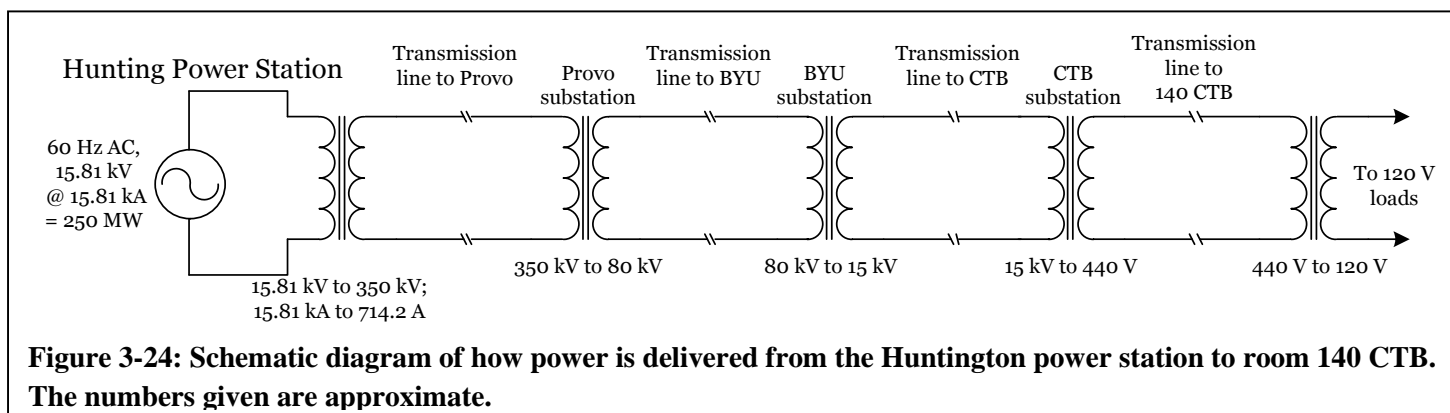 Hunting Power Station
60 Hz AC,
15.81 kV
@ 15.81 kA
= 250 MW
15.81 kV to 350 kV;
15.81 kA to 714.2 A
Transmission
line to Provo
Provo
substation
350 kV to 80 kV
Transmission
line to BYU
BYU
substation
80 kV to 15 kV
Transmission
line to CTB
CTB
substation
15 kV to 440 V
Transmission
line to
140 CTB
440 V to 120 V
To 120 V
loads
Figure 3-24: Schematic diagram of how power is delivered from the Huntington power station to room 140 CTB.
The numbers given are approximate.